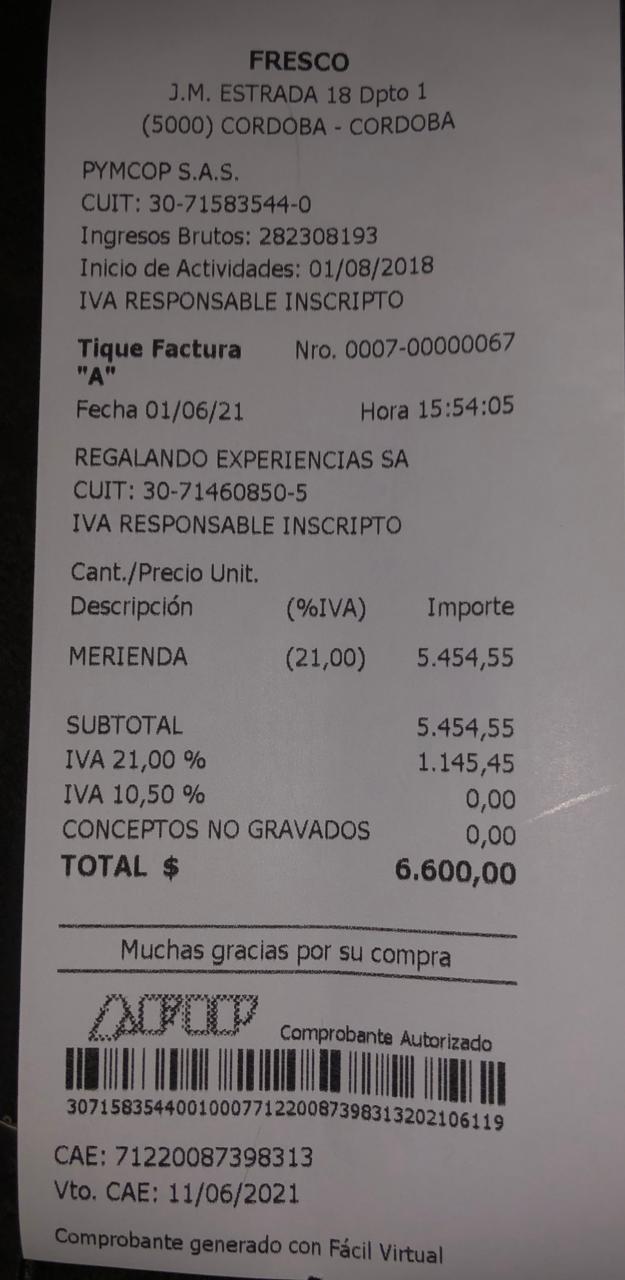 FRESCO
J.M. ESTRADA 18 Dpto 1
(5000) CORDOBA - CORDOBA
PYMCOP S.A.S.
CUIT: 30-71583544-0
Ingresos Brutos: 282308193
Inicio de Actividades: 01/08/2018
IVA RESPONSABLE INSCRIPTO
Tique Factura Nro. 0007-00000067
"A"
Fecha 01/06/21 Hora 15:54:05
REGALANDO EXPERIENCIAS SA
CUIT: 30-71460850-5
IVA RESPONSABLE INSCRIPTO
Cant./Precio Unit.
Descripción (%IVA) Importe
MERIENDA (21,00) 5.454,55
SUBTOTAL 5.454,55
IVA 21,00 % 1.145,45
IVA 10,50 % 0,00
CONCEPTOS NO GRAVADOS 0,00
TOTAL $ 6.600,00
Muchas gracias por su compra
AFIP Comprobante Autorizado
3071583544001000771220087398313202106119
CAE: 71220087398313
Vto. CAE: 11/06/2021
Comprobante generado con Fácil Virtual